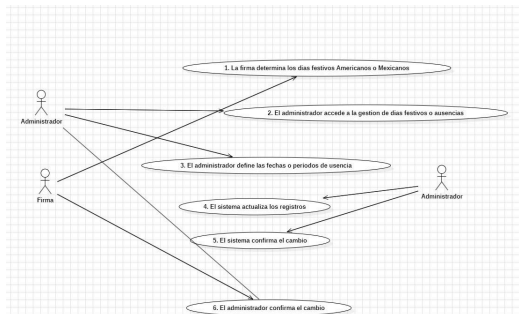 1. La firma determina los dias festivos Americanos o Mexicanos
2. El administrador accede a la gestion de dias festivos o ausencias
Administrador
3. El administrador define las fechas o periodos de usencia
Firma
Administrador
4. El sistema actualiza los registros
5. El sistema confirma el cambio
6. El administrador confirma el cambio